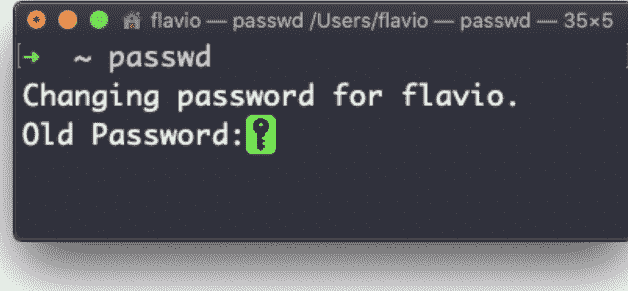 flavio — passwd /Users/flavio — passwd — 35×5
➜ ~ passwd
Changing password for flavio.
Old Password: